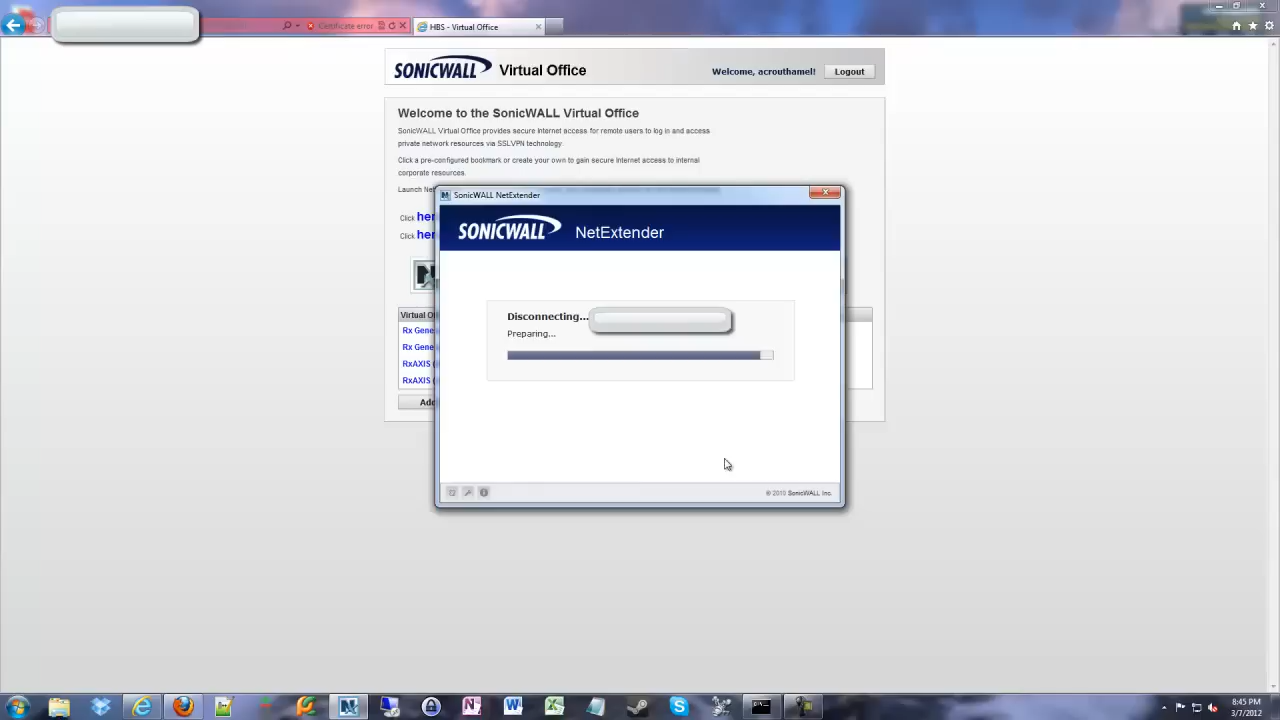 Certificate error
HBS - Virtual Office
SONICWALL Virtual Office
Welcome, acrouthamel!
Logout
Welcome to the SonicWALL Virtual Office
SonicWALL Virtual Office provides secure Internet access for remote users to log in and access
private network resources via SSLVPN technology.
Click a pre-configured bookmark or create your own to gain secure Internet access to internal
corporate resources.
Launch
Click
Click
SonicWALL NetExtender
SONICWALL NetExtender
Disconnecting...
Preparing...
Virtual
Rx
Rx
RxAXIS
RxAXIS
© 2010 SonicWALL Inc.
8:45 PM
3/7/2012